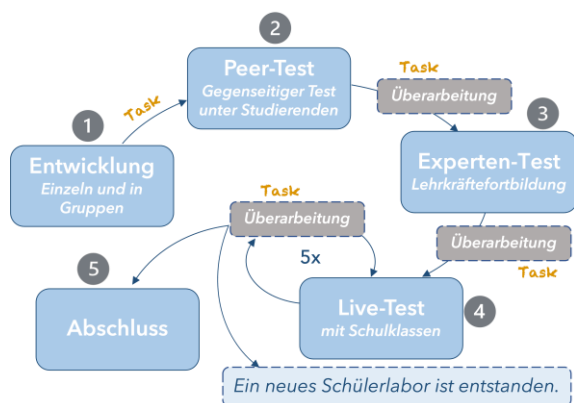 1
Entwicklung
Einzeln und in
Gruppen
Task
2
Peer-Test
Gegenseitiger Test
unter Studierenden
Task
Überarbeitung
3
Experten-Test
Lehrkräftefortbildung
Überarbeitung
Task
4
Live-Test
mit Schulklassen
5x
Task
Überarbeitung
5
Abschluss
Ein neues Schülerlabor ist entstanden.